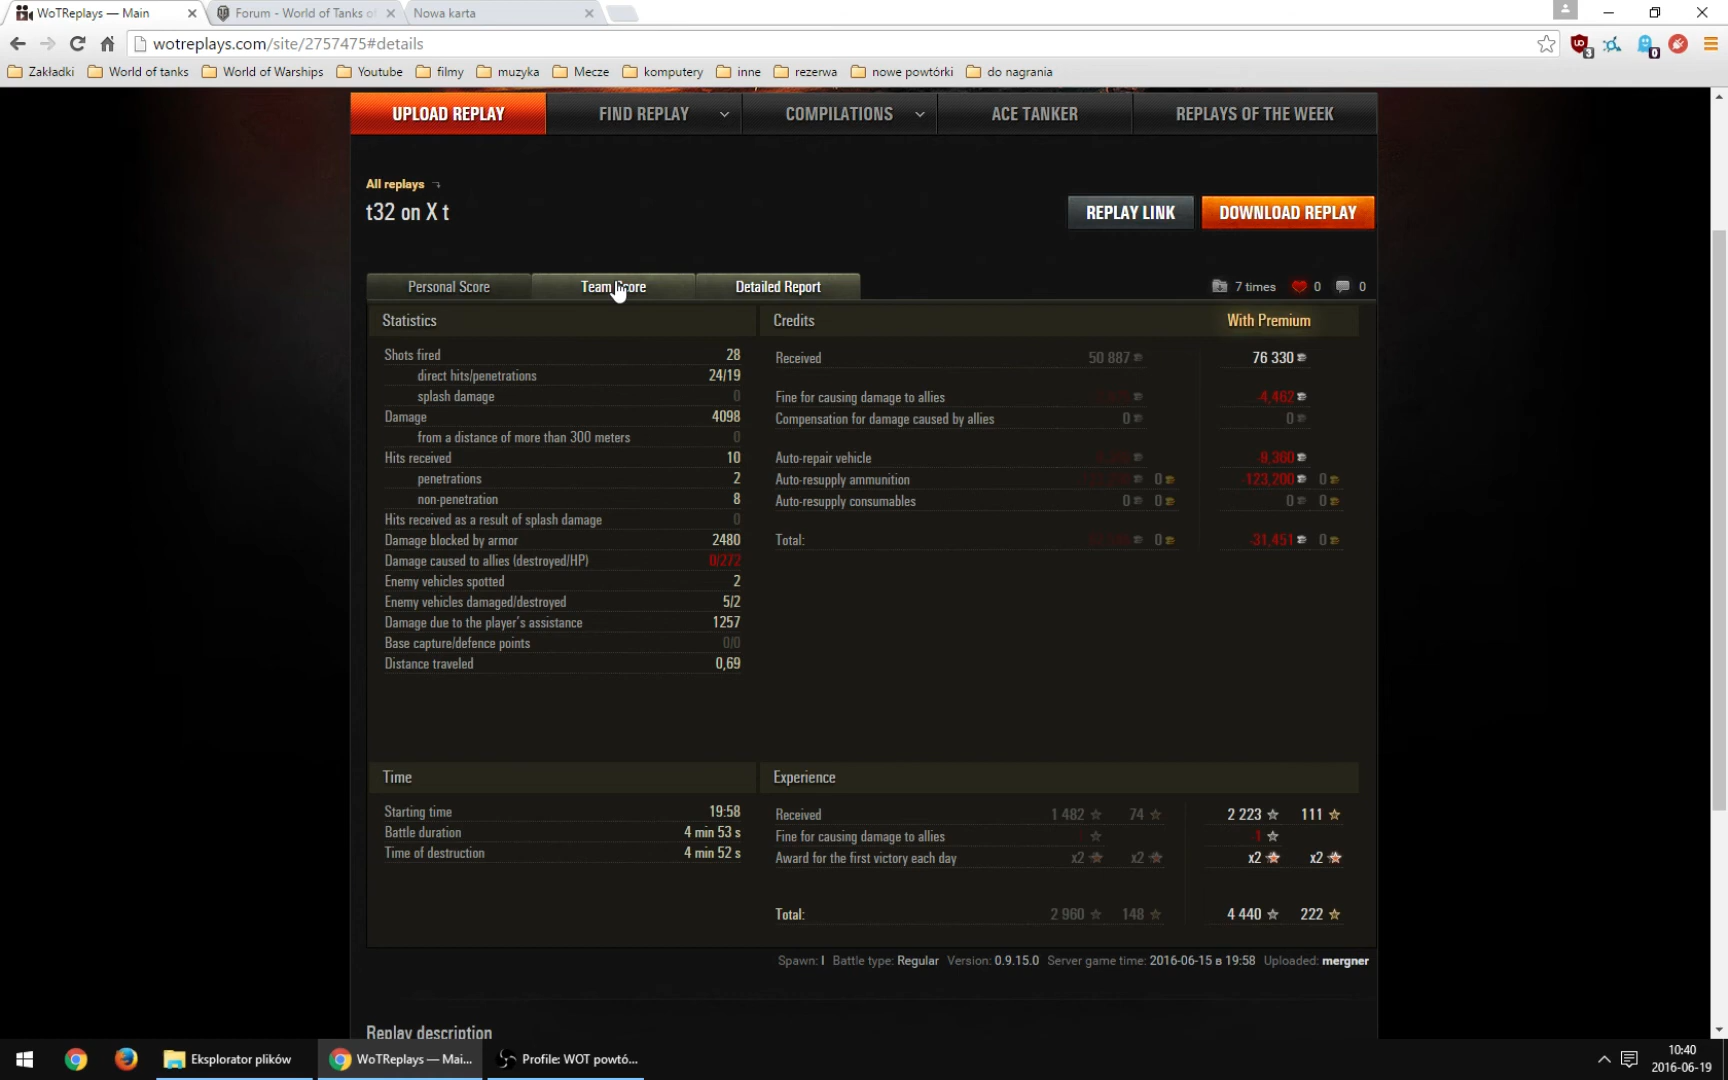 WoTReplays — Main
Forum - World of Tanks of
Nowa karta
wotreplays.com/site/2757475#details
Zakładki World of tanks World of Warships Youtube filmy muzyka Mecze komputery inne rezerwa nowe powtórki do nagrania
UPLOAD REPLAY FIND REPLAY COMPILATIONS ACE TANKER REPLAYS OF THE WEEK
All replays
t32 on X t
REPLAY LINK DOWNLOAD REPLAY
Personal Score Team Score Detailed Report 7 times 0 0
Statistics
Shots fired 28
direct hits/penetrations 24/19
splash damage 0
Damage 4098
from a distance of more than 300 meters 0
Hits received 10
penetrations 2
non-penetration 8
Hits received as a result of splash damage 0
Damage blocked by armor 2480
Damage caused to allies (destroyed/HP) 0/272
Enemy vehicles spotted 2
Enemy vehicles damaged/destroyed 5/2
Damage due to the player's assistance 1257
Base capture/defence points 0/0
Distance traveled 0,69
Credits With Premium
Received 50 887 76 330
Fine for causing damage to allies -4,462
Compensation for damage caused by allies 0 0
Auto-repair vehicle -8,360
Auto-resupply ammunition 0 -123,200 0
Auto-resupply consumables 0 0 0 0
Total: 0 -31,451 0
Time
Starting time 19:58
Battle duration 4 min 53 s
Time of destruction 4 min 52 s
Experience
Received 1 482 74 2 223 111
Fine for causing damage to allies -1
Award for the first victory each day x2 x2 x2 x2
Total: 2 960 148 4 440 222
Spawn: I Battle type: Regular Version: 0.9.15.0 Server game time: 2016-06-15 в 19:58 Uploaded: mergner
Replay description
Eksplorator plików WoTReplays — Mai... Profile: WOT powtó...
10:40
2016-06-19